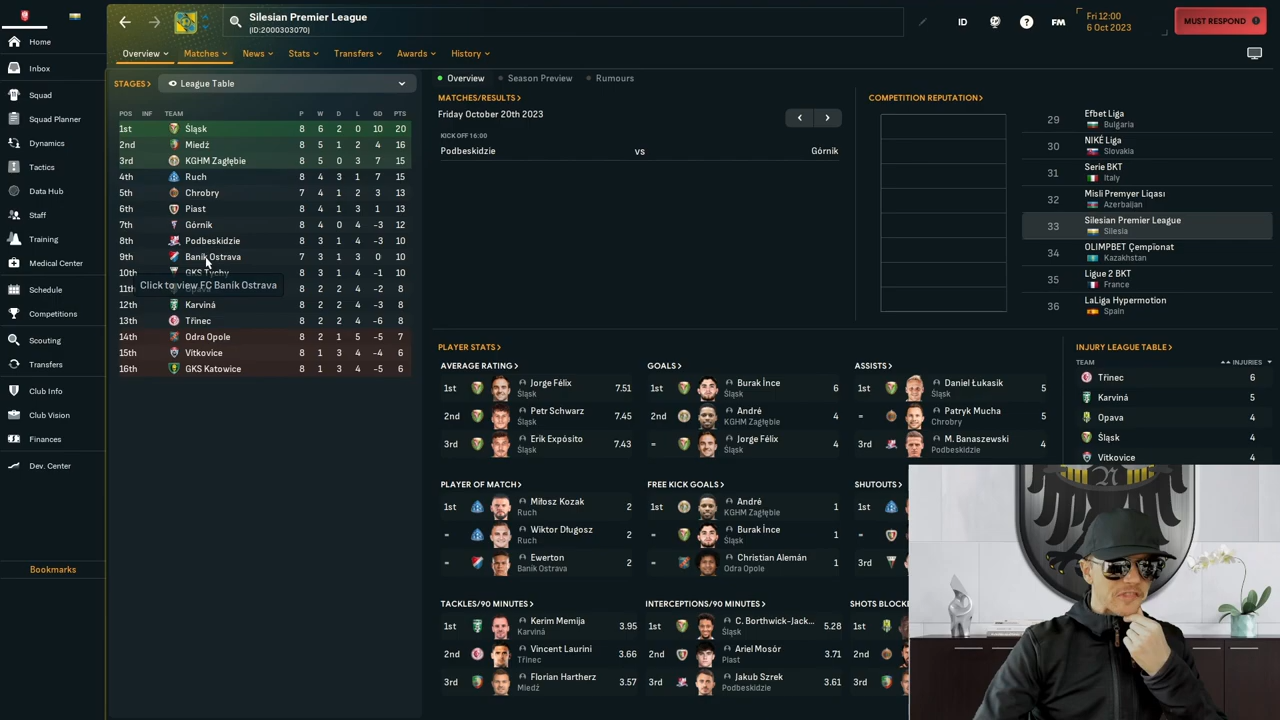 Silesian Premier League
(ID:2000303070)
ID
FM
Fri 12:00
6 Oct 2023
MUST RESPOND
Home
Inbox
Squad
Squad Planner
Dynamics
Tactics
Data Hub
Staff
Training
Medical Center
Schedule
Competitions
Scouting
Transfers
Club Info
Club Vision
Finances
Dev. Center
Bookmarks
Overview
Matches
News
Stats
Transfers
Awards
History
STAGES
League Table
POS INF TEAM P W D L GD PTS
1st Śląsk 8 6 2 0 10 20
2nd Miedź 8 5 1 2 4 16
3rd KGHM Zagłębie 8 5 0 3 7 15
4th Ruch 8 4 3 1 7 15
5th Chrobry 7 4 1 2 3 13
6th Piast 8 4 1 3 1 13
7th Górnik 8 4 0 4 -3 12
8th Podbeskidzie 8 3 1 4 -3 10
9th Baník Ostrava 7 3 1 3 0 10
10th GKS Tychy 8 3 1 4 -1 10
11th 8 2 2 4 -2 8
Click to view FC Baník Ostrava
12th Karviná 8 2 2 4 -3 8
13th Třinec 8 2 2 4 -6 8
14th Odra Opole 8 2 1 5 -5 7
15th Vítkovice 8 1 3 4 -4 6
16th GKS Katowice 8 1 3 4 -5 6
Overview
Season Preview
Rumours
MATCHES/RESULTS
Friday October 20th 2023
KICK OFF 16:00
Podbeskidzie vs Górnik
COMPETITION REPUTATION
29 Efbet Liga
Bulgaria
30 NIKÉ Liga
Slovakia
31 Serie BKT
Italy
32 Misli Premyer Liqası
Azerbaijan
33 Silesian Premier League
Silesia
34 OLIMPBET Çempïonat
Kazakhstan
35 Ligue 2 BKT
France
36 LaLiga Hypermotion
Spain
PLAYER STATS
AVERAGE RATING
1st Jorge Félix 7.51
Śląsk
2nd Petr Schwarz 7.45
Śląsk
3rd Erik Expósito 7.43
Śląsk
GOALS
1st Burak İnce 6
Śląsk
2nd André 4
KGHM Zagłębie
= Jorge Félix 4
Śląsk
ASSISTS
1st Daniel Łukasik 5
Śląsk
= Patryk Mucha 5
Chrobry
3rd M. Banaszewski 4
Podbeskidzie
PLAYER OF MATCH
1st Miłosz Kozak 2
Ruch
= Wiktor Długosz 2
Ruch
= Ewerton 2
Baník Ostrava
FREE KICK GOALS
1st André 1
KGHM Zagłębie
= Burak İnce 1
Śląsk
= Christian Alemán 1
Odra Opole
SHUTOUTS
1st
=
3rd
TACKLES/90 MINUTES
1st Kerim Memija 3.95
Karviná
2nd Vincent Laurini 3.66
Třinec
3rd Florian Hartherz 3.57
Miedź
INTERCEPTIONS/90 MINUTES
1st C. Borthwick-Jack... 5.28
Śląsk
2nd Ariel Mosór 3.71
Piast
3rd Jakub Szrek 3.61
Podbeskidzie
SHOTS BLOCK
1st
2nd
3rd
INJURY LEAGUE TABLE
TEAM INJURIES
Třinec 6
Karviná 5
Opava 4
Śląsk 4
Vítkovice 4